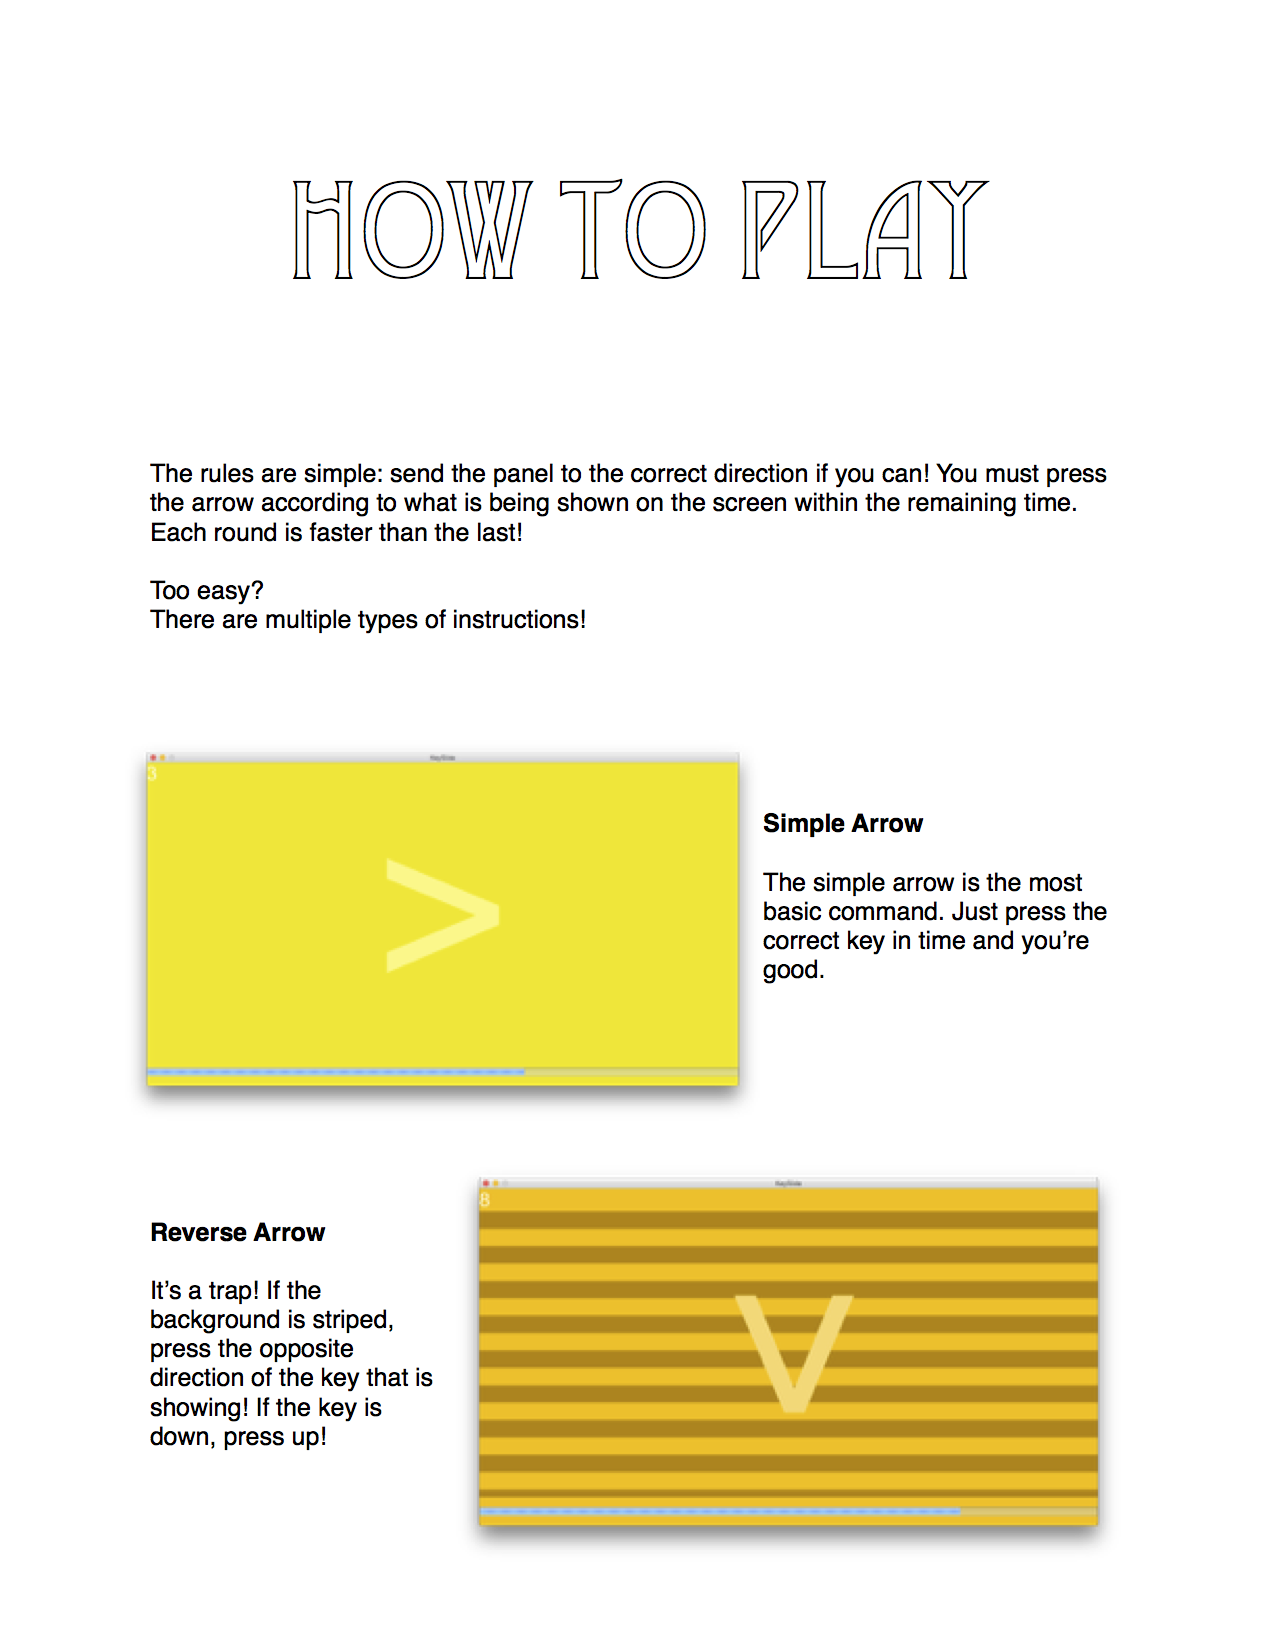 HOW TO PLAY
The rules are simple: send the panel to the correct direction if you can! You must press
the arrow according to what is being shown on the screen within the remaining time.
Each round is faster than the last!
Too easy?
There are multiple types of instructions!
3
>
Simple Arrow
The simple arrow is the most
basic command. Just press the
correct key in time and you’re
good.
Reverse Arrow
It’s a trap! If the
background is striped,
press the opposite
direction of the key that is
showing! If the key is
down, press up!
8
V